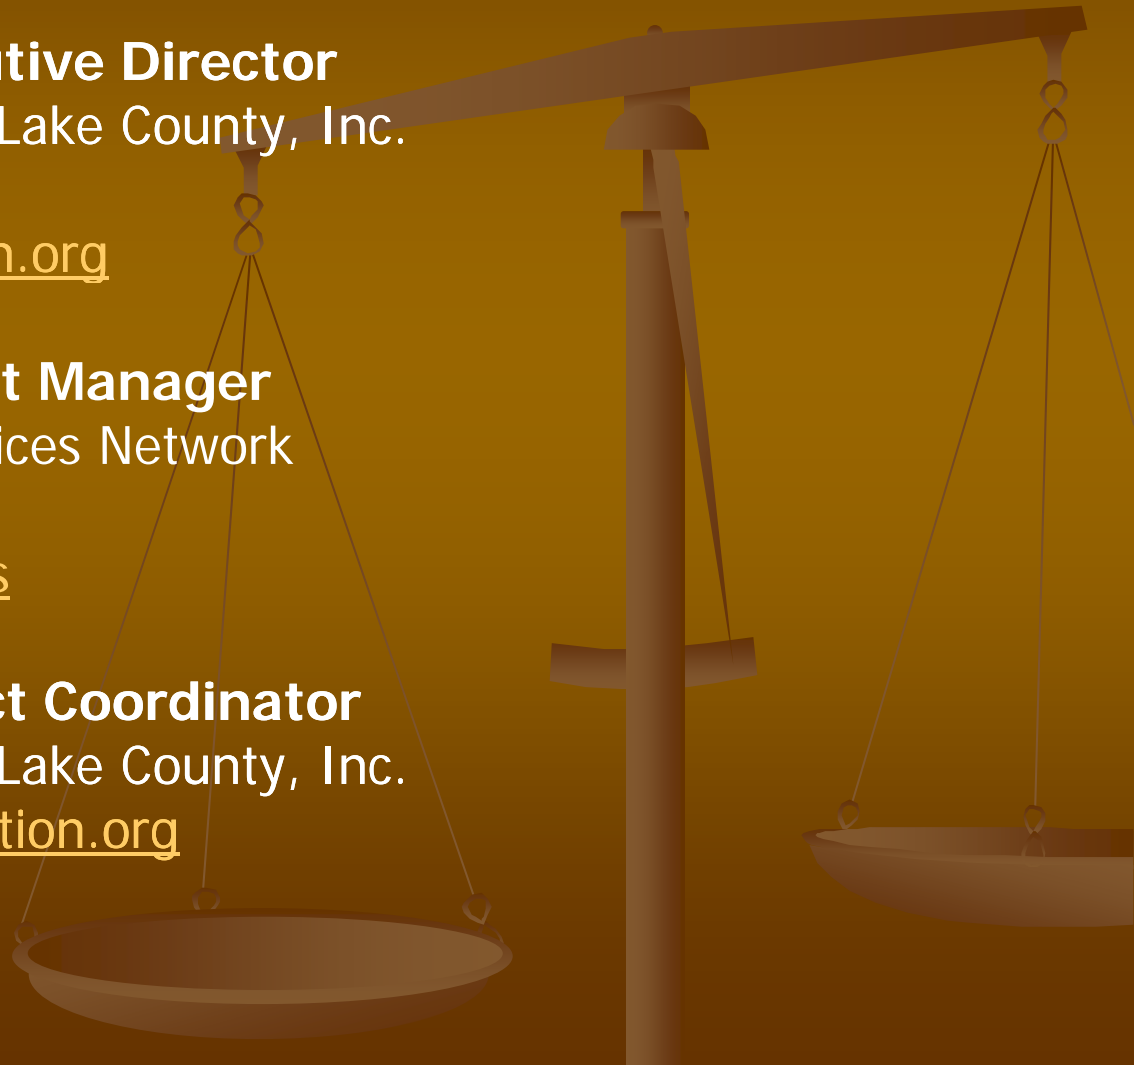 utive Director
Lake County, Inc.
n.org
t Manager
ices Network
s
ct Coordinator
Lake County, Inc.
tion.org